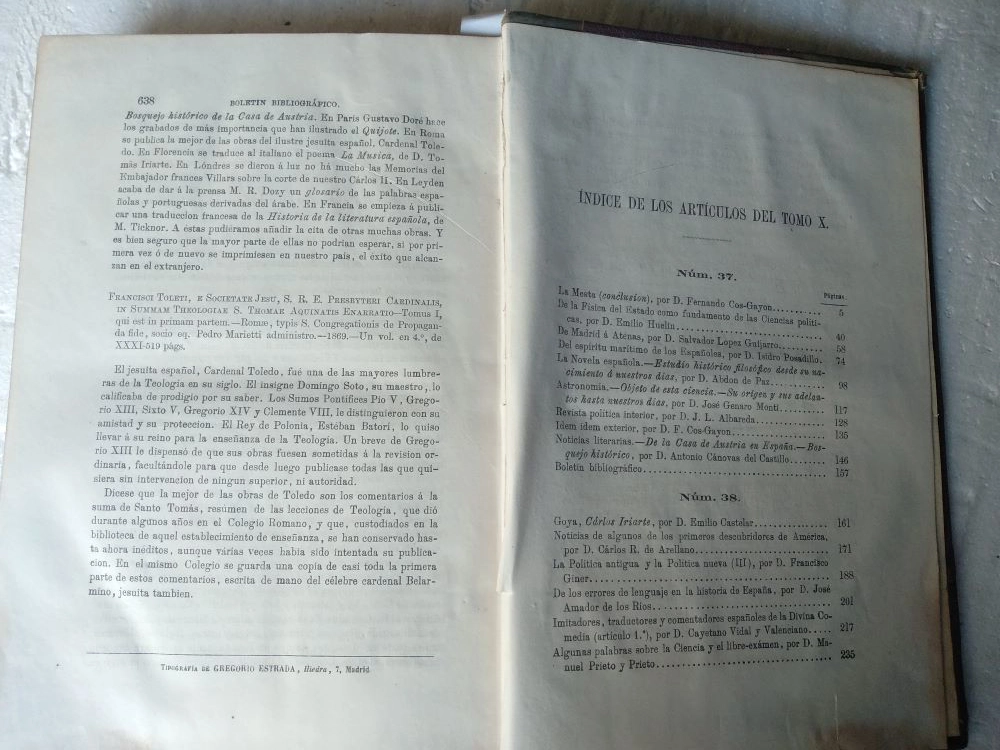 638 BOLETIN BIBLIOGRÁFICO.
Bosquejo histórico de la Casa de Austria. En Paris Gustavo Doré hace
los grabados de más importancia que han ilustrado el Quijote. En Roma
se publica la mejor de las obras del ilustre jesuita español, Cardenal Tole-
do. En Florencia se traduce al italiano el poema La Musica, de D. To-
más Iriarte. En Lóndres se dieron á luz no há mucho las Memorias del
Embajador frances Villars sobre la corte de nuestro Cárlos II. En Leyden
acaba de dar á la prensa M. R. Dozy un glosario de las palabras espa-
ñolas y portuguesas derivadas del árabe. En Francia se empieza á publi-
car una traduccion francesa de la Historia de la literatura española, de
M. Ticknor. A éstas pudieramos añadir la cita de otras muchas obras. Y
es bien seguro que la mayor parte de ellas no podrian esperar, si por pri-
mera vez ó de nuevo se imprimiesen en nuestro pais, el éxito que alcan-
zan en el extranjero.
FRANCISCI TOLETI, E SOCIETATE JESU, S. R. E. PRESBYTERI CARDINALIS,
IN SUMMAM THEOLOGIAE S. THOMAE AQUINATIS ENARRATIO—Tomus I,
qui est in primam partem.—Romæ, typis S. Congregationis de Propagan-
da fide, socio eq. Pedro Marietti administro.—1869.—Un vol. en 4.º, de
XXXI-519 págs.
El jesuita español, Cardenal Toledo, fué una de las mayores lumbre-
ras de la Teologia en su siglo. El insigne Domingo Soto, su maestro, lo
calificaba de prodigio por su saber. Los Sumos Pontifices Pio V, Grego-
rio XIII, Sixto V, Gregorio XIV y Clemente VIII, le distinguieron con su
amistad y su proteccion. El Rey de Polonia, Estéban Batori, lo quiso
llevar á su reino para la enseñanza de la Teologia. Un breve de Grego-
rio XIII le dispensó de que sus obras fuesen sometidas á la revision or-
dinaria, facultándole para que desde luego publicase todas las que qui-
siera sin intervencion de ningun superior, ni autoridad.
Dicese que la mejor de las obras de Toledo son los comentarios á la
suma de Santo Tomás, resúmen de las lecciones de Teologia, que dió
durante algunos años en el Colegio Romano, y que, custodiados en la
biblioteca de aquel establecimiento de enseñanza, se han conservado has-
ta ahora inéditos, aunque várias veces habia sido intentada su publica-
cion. En el mismo Colegio se guarda una copia de casi toda la primera
parte de estos comentarios, escrita de mano del célebre cardenal Belar-
mino, jesuita tambien.
TIPOGRAFÍA DE GREGORIO ESTRADA, Hiedra, 7, Madrid
ÍNDICE DE LOS ARTÍCULOS DEL TOMO X.
Núm. 37.
Páginas
La Mesta (conclusion), por D. Fernando Cos-Gayon.......... 5
De la Fisica del Estado como fundamento de las Ciencias politi-
cas, por D. Emilio Huelin.......... 40
De Madrid á Aténas, por D. Salvador Lopez Guijarro.......... 58
Del espiritu maritimo de los Españoles, por D. Isidro Posadillo. 74
La Novela española.—Estudio histórico filosófico desde su na-
cimiento á nuestros dias, por D. Abdon de Paz.......... 98
Astronomia.—Objeto de esta ciencia.—Su origen y sus adelan-
tos hasta nuestros dias, por D. José Genaro Monti.......... 117
Revista politica interior, por D. J. L. Albareda.......... 128
Idem idem exterior, por D. F. Cos-Gayon.......... 135
Noticias literarias.—De la Casa de Austria en España.—Bos-
quejo histórico, por D. Antonio Cánovas del Castillo........ 146
Boletin bibliográfico.......... 157
Núm. 38.
Goya, Cárlos Iriarte, por D. Emilio Castelar.......... 161
Noticias de algunos de los primeros descubridores de América,
por D. Cárlos R. de Arellano.......... 171
La Politica antigua y la Politica nueva (III), por D. Francisco
Giner.......... 188
De los errores de lenguaje en la historia de España, por D. José
Amador de los Rios.......... 201
Imitadores, traductores y comentadores españoles de la Divina Co-
media (articulo 1.º), por D. Cayetano Vidal y Valenciano..... 217
Algunas palabras sobre la Ciencia y el libre-exámen, por D. Ma-
nuel Prieto y Prieto.......... 235